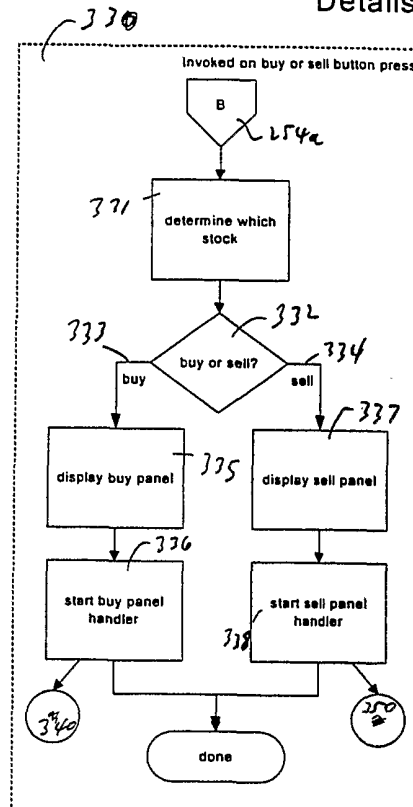 Details
330
Invoked on buy or sell button press
B
254a
331
determine which
stock
332
333
buy or sell?
334
buy
sell
337
display buy panel
335
display sell panel
336
start buy panel
handler
338
start sell panel
handler
340
350
done